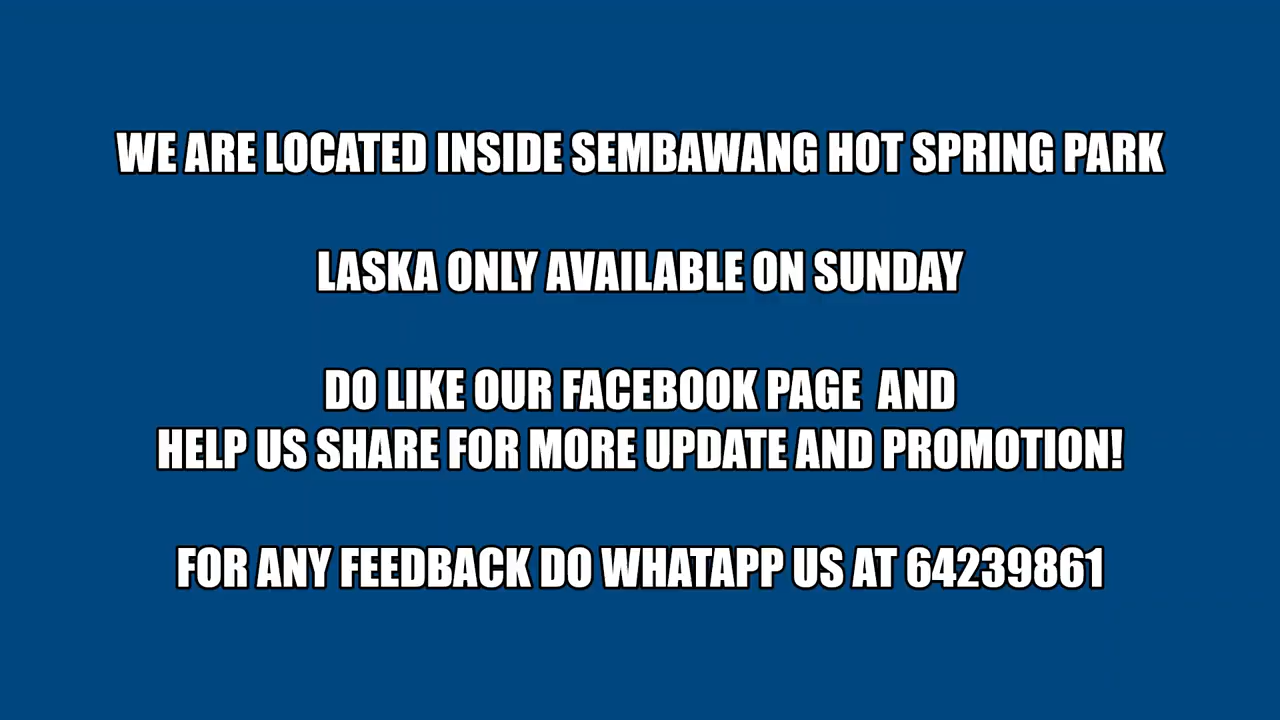 WE ARE LOCATED INSIDE SEMBAWANG HOT SPRING PARK
LASKA ONLY AVAILABLE ON SUNDAY
DO LIKE OUR FACEBOOK PAGE  AND
HELP US SHARE FOR MORE UPDATE AND PROMOTION!
FOR ANY FEEDBACK DO WHATAPP US AT 64239861